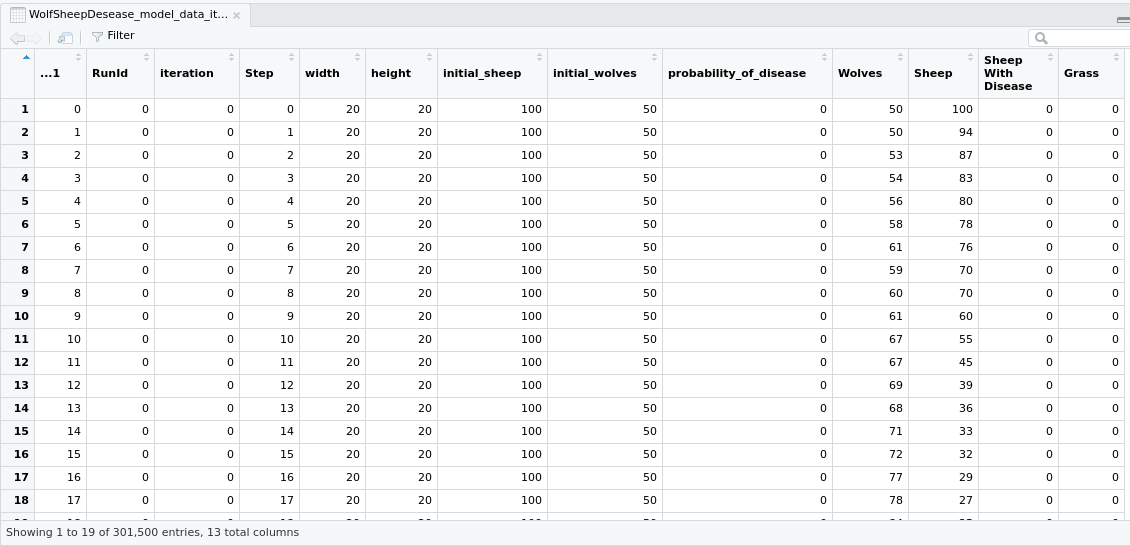 WolfSheepDesease_model_data_it...
Filter
...1 RunId iteration Step width height initial_sheep initial_wolves probability_of_disease Wolves Sheep Sheep With Disease Grass
1 0 0 0 0 20 20 100 50 0 50 100 0 0
2 1 0 0 1 20 20 100 50 0 50 94 0 0
3 2 0 0 2 20 20 100 50 0 53 87 0 0
4 3 0 0 3 20 20 100 50 0 54 83 0 0
5 4 0 0 4 20 20 100 50 0 56 80 0 0
6 5 0 0 5 20 20 100 50 0 58 78 0 0
7 6 0 0 6 20 20 100 50 0 61 76 0 0
8 7 0 0 7 20 20 100 50 0 59 70 0 0
9 8 0 0 8 20 20 100 50 0 60 70 0 0
10 9 0 0 9 20 20 100 50 0 61 60 0 0
11 10 0 0 10 20 20 100 50 0 67 55 0 0
12 11 0 0 11 20 20 100 50 0 67 45 0 0
13 12 0 0 12 20 20 100 50 0 69 39 0 0
14 13 0 0 13 20 20 100 50 0 68 36 0 0
15 14 0 0 14 20 20 100 50 0 71 33 0 0
16 15 0 0 15 20 20 100 50 0 72 32 0 0
17 16 0 0 16 20 20 100 50 0 77 29 0 0
18 17 0 0 17 20 20 100 50 0 78 27 0 0
Showing 1 to 19 of 301,500 entries, 13 total columns